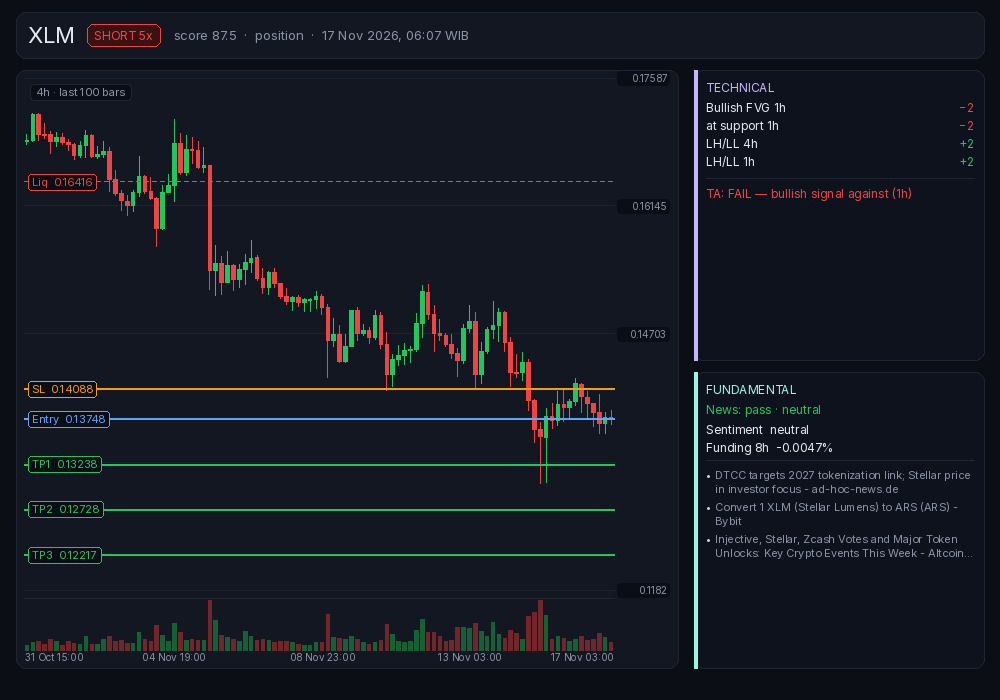 XLM SHORT 5x score 87.5 · position · 17 Nov 2026, 06:07 WIB
4h · last 100 bars
0.17587
Liq 0.16416
0.16145
0.14703
SL 0.14088
Entry 0.13748
TP1 0.13238
TP2 0.12728
TP3 0.12217
0.1182
31 Oct 15:00 04 Nov 19:00 08 Nov 23:00 13 Nov 03:00 17 Nov 03:00
TECHNICAL
Bullish FVG 1h −2
at support 1h −2
LH/LL 4h +2
LH/LL 1h +2
TA: FAIL — bullish signal against (1h)
FUNDAMENTAL
News: pass · neutral
Sentiment neutral
Funding 8h -0.0047%
• DTCC targets 2027 tokenization link; Stellar price
in investor focus - ad-hoc-news.de
• Convert 1 XLM (Stellar Lumens) to ARS (ARS) -
Bybit
• Injective, Stellar, Zcash Votes and Major Token
Unlocks: Key Crypto Events This Week - Altcoin…